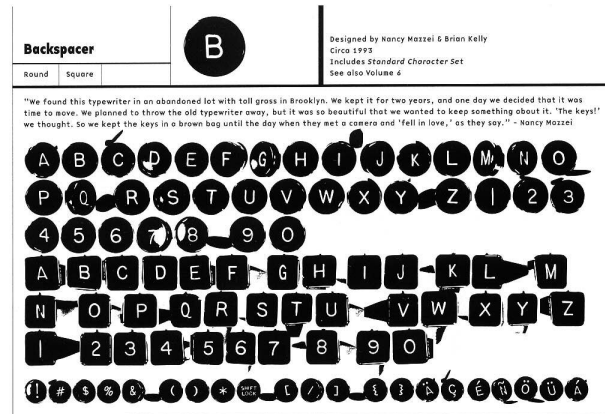 Backspacer
Round Square
B
Designed by Nancy Mazzei & Brian Kelly
Circa 1993
Includes Standard Character Set
See also Volume 6
"We found this typewriter in an abandoned lot with tall grass in Brooklyn. We kept it for two years, and one day we decided that it was
time to move. We planned to throw the old typewriter away, but it was so beautiful that we wanted to keep something about it. 'The keys!'
we thought. So we kept the keys in a brown bag until the day when they met a camera and 'fell in love,' as they say." – Nancy Mazzei
A B C D E F G H I J K L M N O
P Q R S T U V W X Y Z 1 2 3
4 5 6 7 8 9 0
A B C D E F G H I J K L M
N O P Q R S T U V W X Y Z
1 2 3 4 5 6 7 8 9 0
! # $ % & ( ) * SHIFT LOCK [ / ] { } Ä Ç É Ñ Ö Ü Á